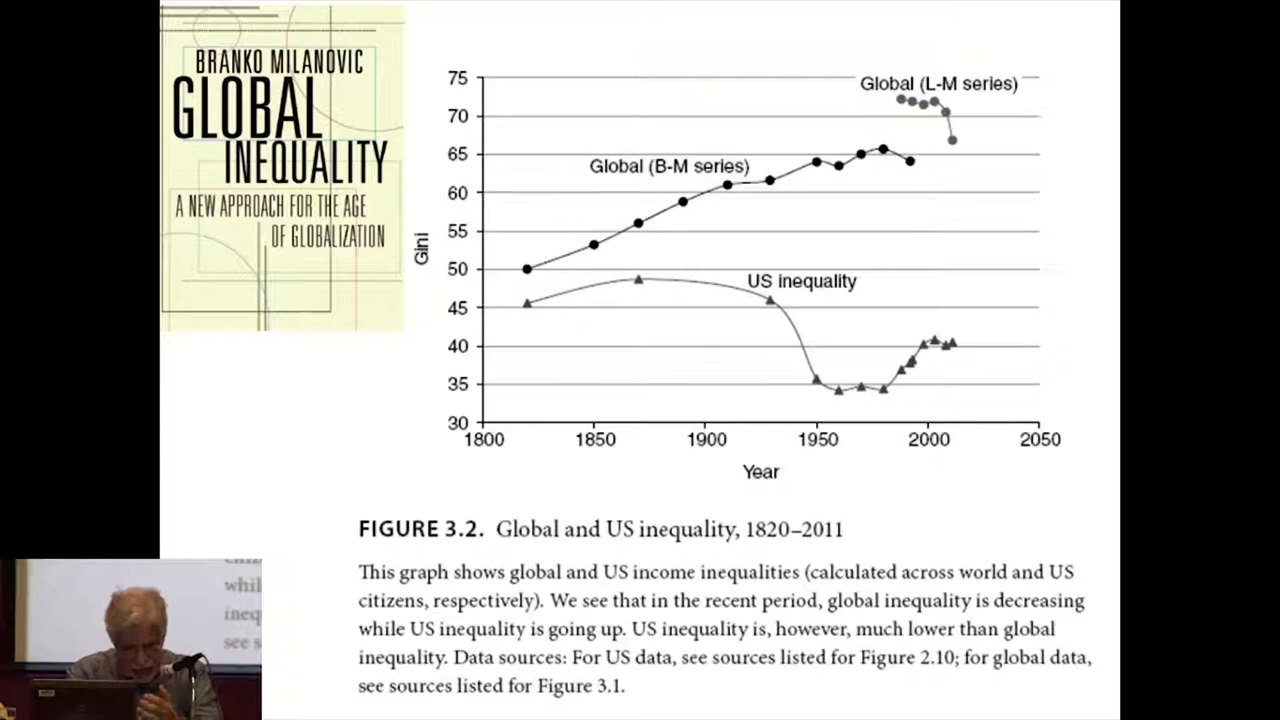 BRANKO MILANOVIC
GLOBAL
INEQUALITY
A NEW APPROACH FOR THE AGE
OF GLOBALIZATION
75
70
65
60
55
50
45
40
35
30
Gini
Global (L-M series)
Global (B-M series)
US inequality
1800 1850 1900 1950 2000 2050
Year
FIGURE 3.2. Global and US inequality, 1820–2011
This graph shows global and US income inequalities (calculated across world and US
citizens, respectively). We see that in the recent period, global inequality is decreasing
while US inequality is going up. US inequality is, however, much lower than global
inequality. Data sources: For US data, see sources listed for Figure 2.10; for global data,
see sources listed for Figure 3.1.
while
ineq
see s